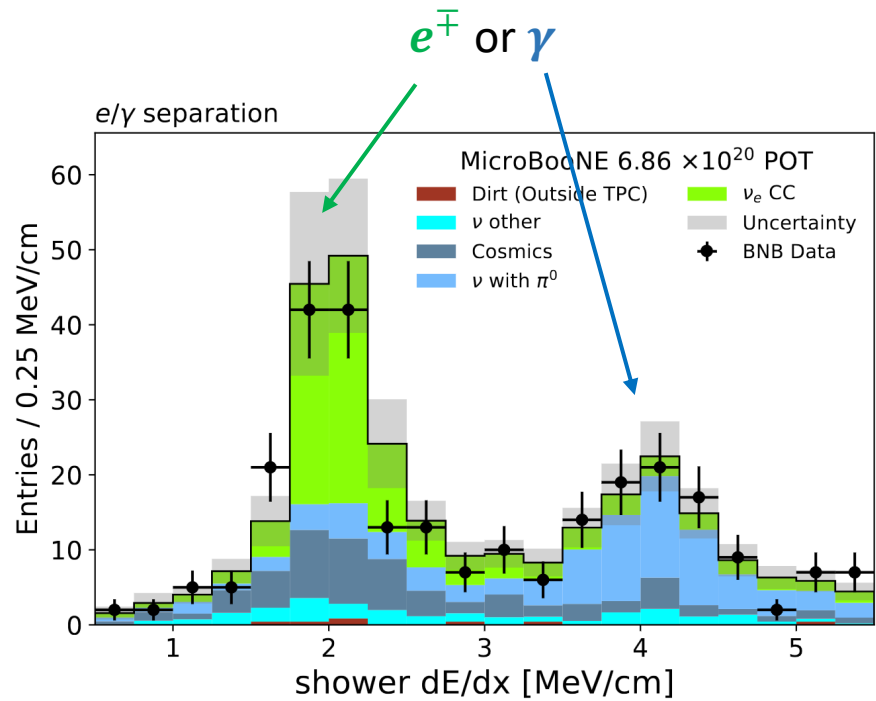 e∓ or γ
e/γ separation
MicroBooNE 6.86 ×10²⁰ POT
Dirt (Outside TPC)
ν other
Cosmics
ν with π⁰
νₑ CC
Uncertainty
BNB Data
Entries / 0.25 MeV/cm
60
50
40
30
20
10
0
1 2 3 4 5
shower dE/dx [MeV/cm]